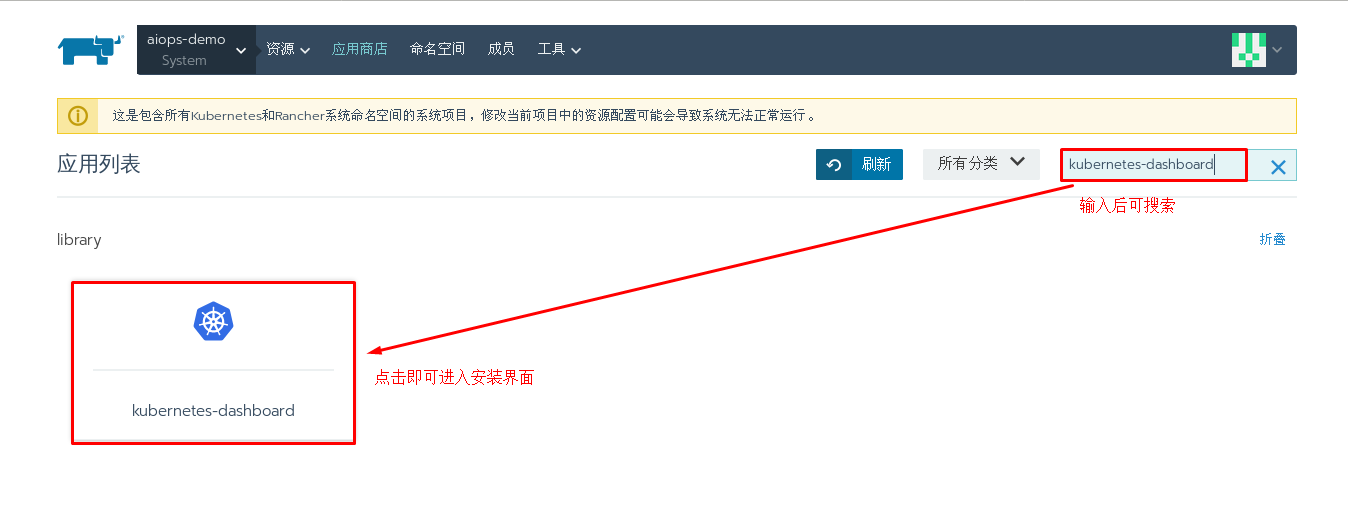 aiops-demo
System
资源 应用商店 命名空间 成员 工具
这是包含所有Kubernetes和Rancher系统命名空间的系统项目，修改当前项目中的资源配置可能会导致系统无法正常运行。
应用列表
刷新
所有分类
kubernetes-dashboard
输入后可搜索
library
折叠
点击即可进入安装界面
kubernetes-dashboard